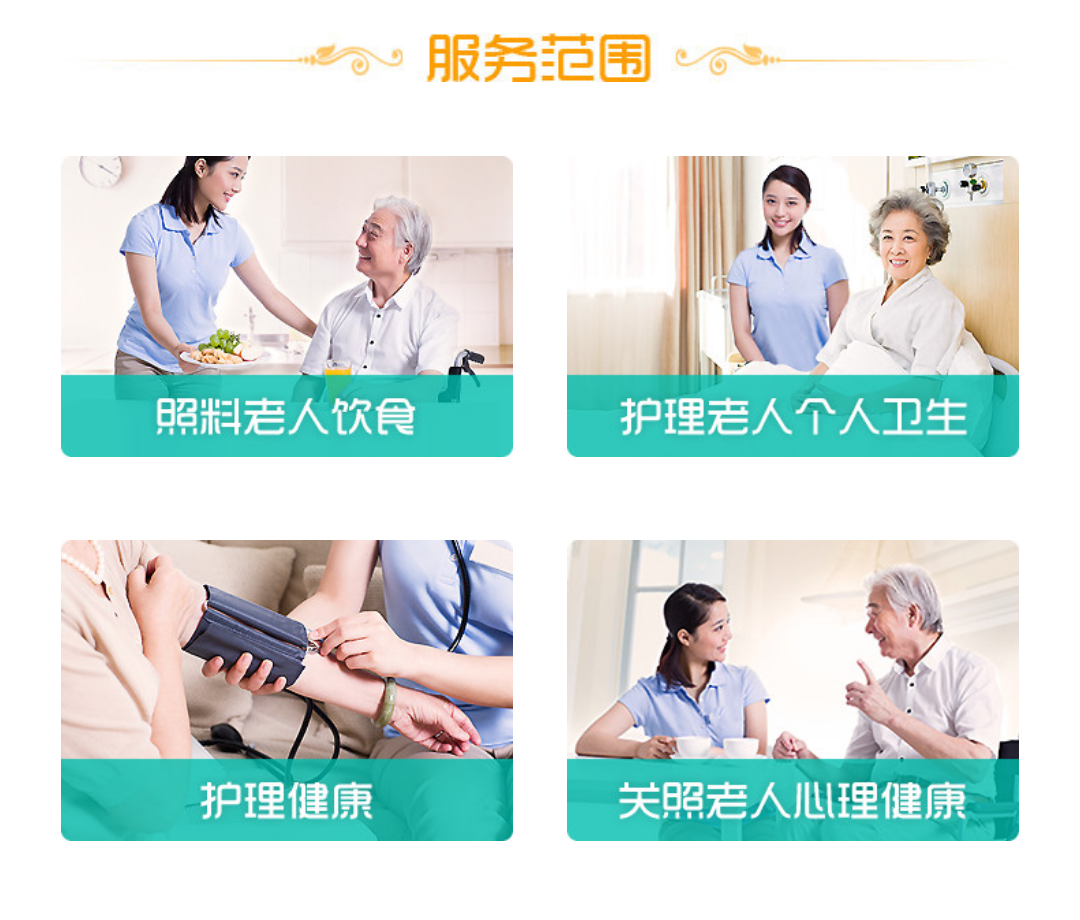 服务范围
照料老人饮食
护理老人个人卫生
护理健康
关照老人心理健康